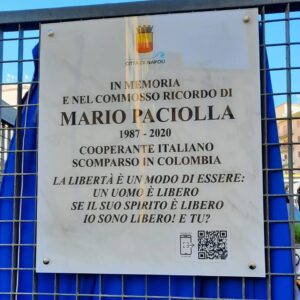 CITTÀ DI NAPOLI
IN MEMORIA
E NEL COMMOSSO RICORDO DI
MARIO PACIOLLA
1987 - 2020
COOPERANTE ITALIANO
SCOMPARSO IN COLOMBIA
LA LIBERTÀ È UN MODO DI ESSERE:
UN UOMO È LIBERO
SE IL SUO SPIRITO È LIBERO
IO SONO LIBERO! E TU?